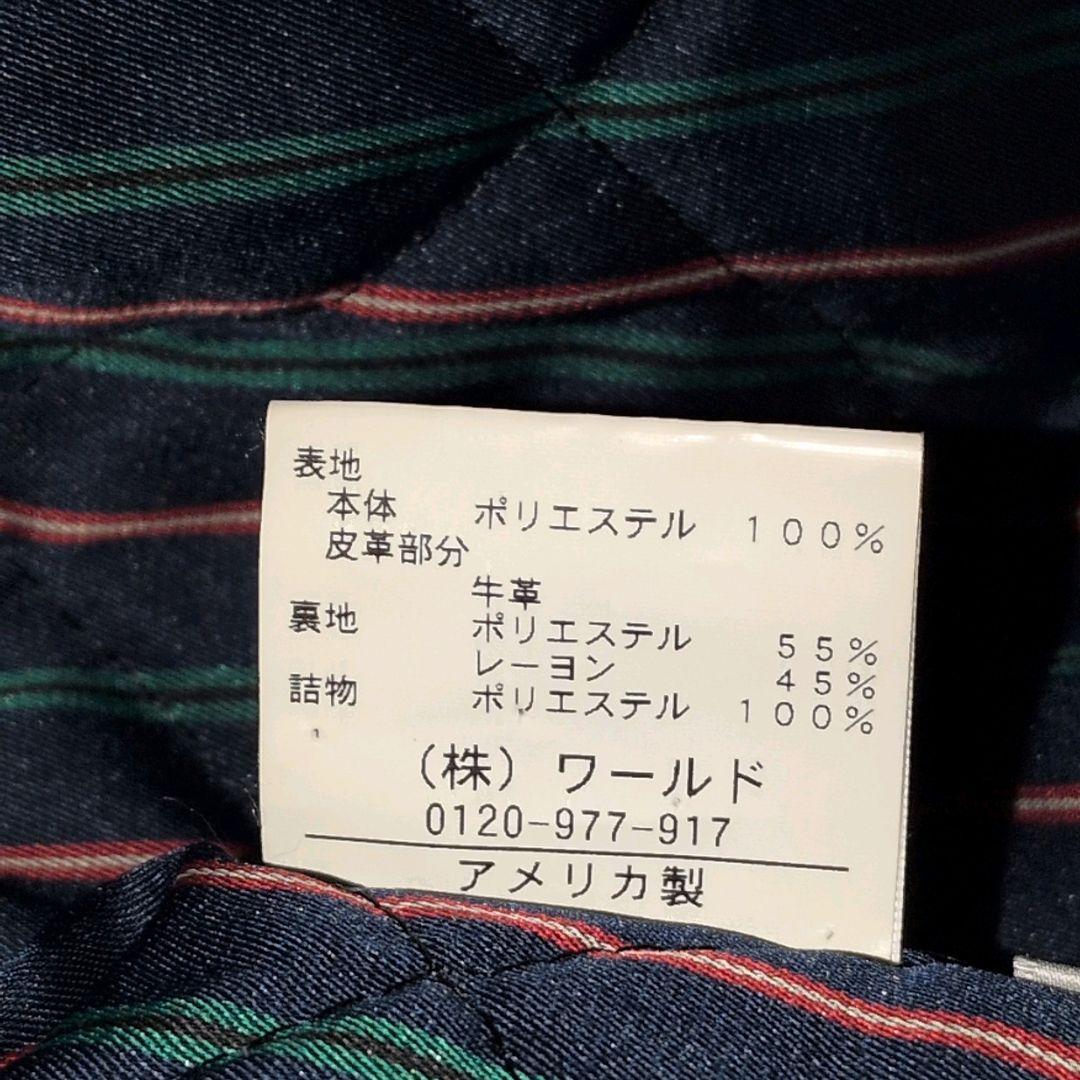 表地
本体 ポリエステル 100%
皮革部分
牛革
裏地 ポリエステル 55%
レーヨン 45%
詰物 ポリエステル 100%
(株) ワールド
0120-977-917
アメリカ製